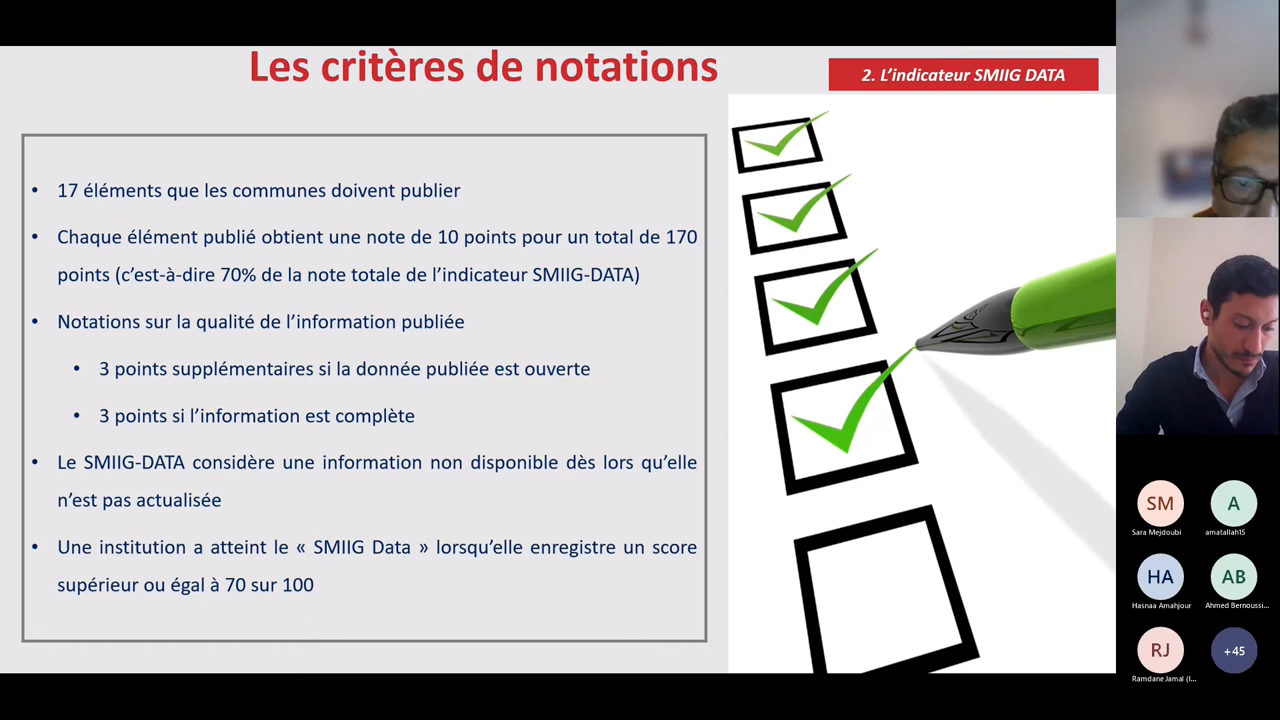 Les critères de notations
2. L’indicateur SMIIG DATA
• 17 éléments que les communes doivent publier
• Chaque élément publié obtient une note de 10 points pour un total de 170
points (c’est-à-dire 70% de la note totale de l’indicateur SMIIG-DATA)
• Notations sur la qualité de l’information publiée
• 3 points supplémentaires si la donnée publiée est ouverte
• 3 points si l’information est complète
• Le SMIIG-DATA considère une information non disponible dès lors qu’elle
n’est pas actualisée
• Une institution a atteint le « SMIIG Data » lorsqu’elle enregistre un score
supérieur ou égal à 70 sur 100
SM
A
Sara Mejdoubi
amatallah15
HA
AB
Hasnaa Amahjour
Ahmed Bernoussi...
RJ
+45
Ramdane Jamal (I...